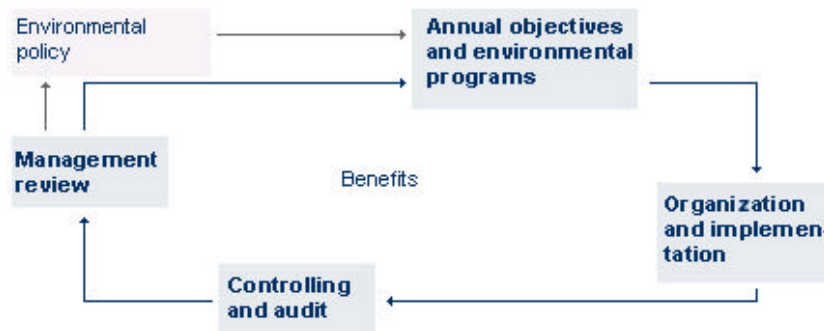 Environmental
policy
Annual objectives
and environmental
programs
Management
review
Benefits
Organization
and implemen-
tation
Controlling
and audit